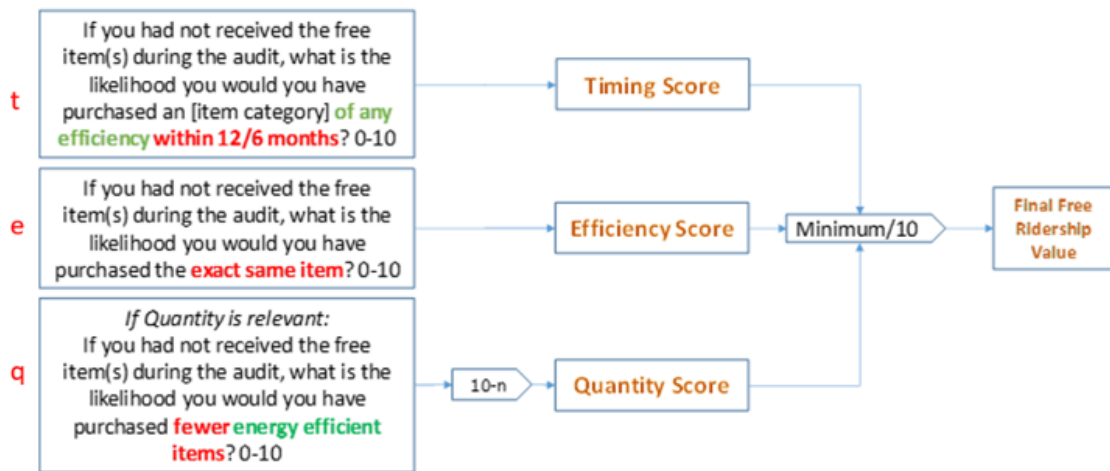 If you had not received the free
item(s) during the audit, what is the
likelihood you would you have
purchased an [item category] of any
efficiency within 12/6 months? 0-10
t
Timing Score
If you had not received the free
item(s) during the audit, what is the
likelihood you would you have
purchased the exact same item? 0-10
e
Efficiency Score
Minimum/10
Final Free
Ridership
Value
If Quantity is relevant:
If you had not received the free
item(s) during the audit, what is the
likelihood you would you have
purchased fewer energy efficient
items? 0-10
q
10-n
Quantity Score